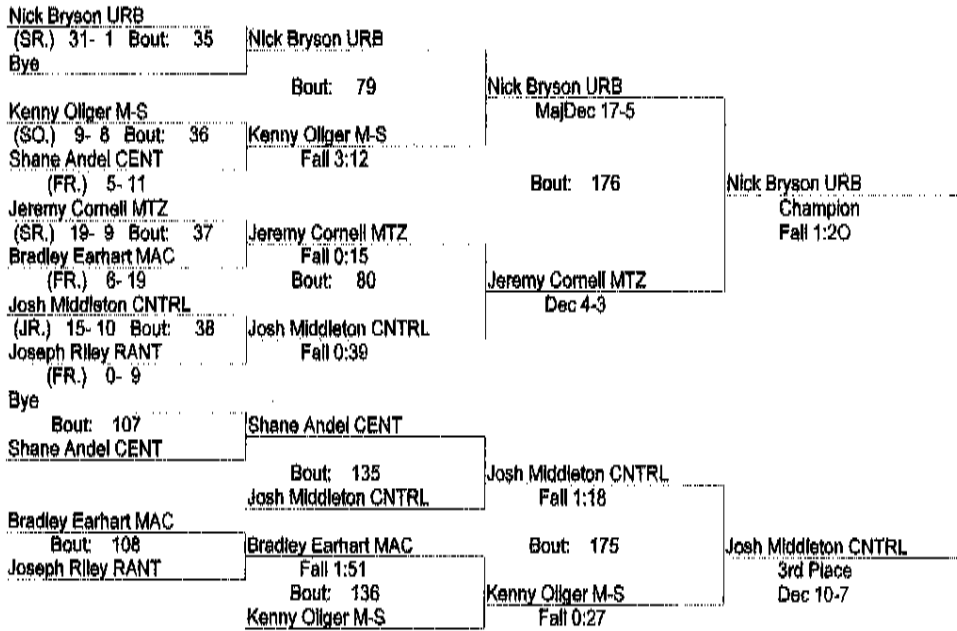 Nick Bryson URB
(SR.) 31- 1 Bout: 35 Nick Bryson URB
Bye
Bout: 79 Nick Bryson URB
MajDec 17-5
Kenny Oliger M-S
(SO.) 9- 8 Bout: 36 Kenny Oliger M-S
Shane Andel CENT Fall 3:12
(FR.) 5- 11 Bout: 176 Nick Bryson URB
Jeremy Cornell MTZ Champion
(SR.) 19- 9 Bout: 37 Jeremy Cornell MTZ Fall 1:20
Bradley Earhart MAC Fall 0:15
(FR.) 6- 19 Bout: 80 Jeremy Cornell MTZ
Josh Middleton CNTRL Dec 4-3
(JR.) 15- 10 Bout: 38 Josh Middleton CNTRL
Joseph Riley RANT Fall 0:39
(FR.) 0- 9
Bye
Bout: 107 Shane Andel CENT
Shane Andel CENT
Bout: 135 Josh Middleton CNTRL
Josh Middleton CNTRL Fall 1:18
Bradley Earhart MAC
Bout: 108 Bradley Earhart MAC Bout: 175 Josh Middleton CNTRL
Joseph Riley RANT Fall 1:51 3rd Place
Bout: 136 Kenny Oliger M-S Dec 10-7
Kenny Oliger M-S Fall 0:27